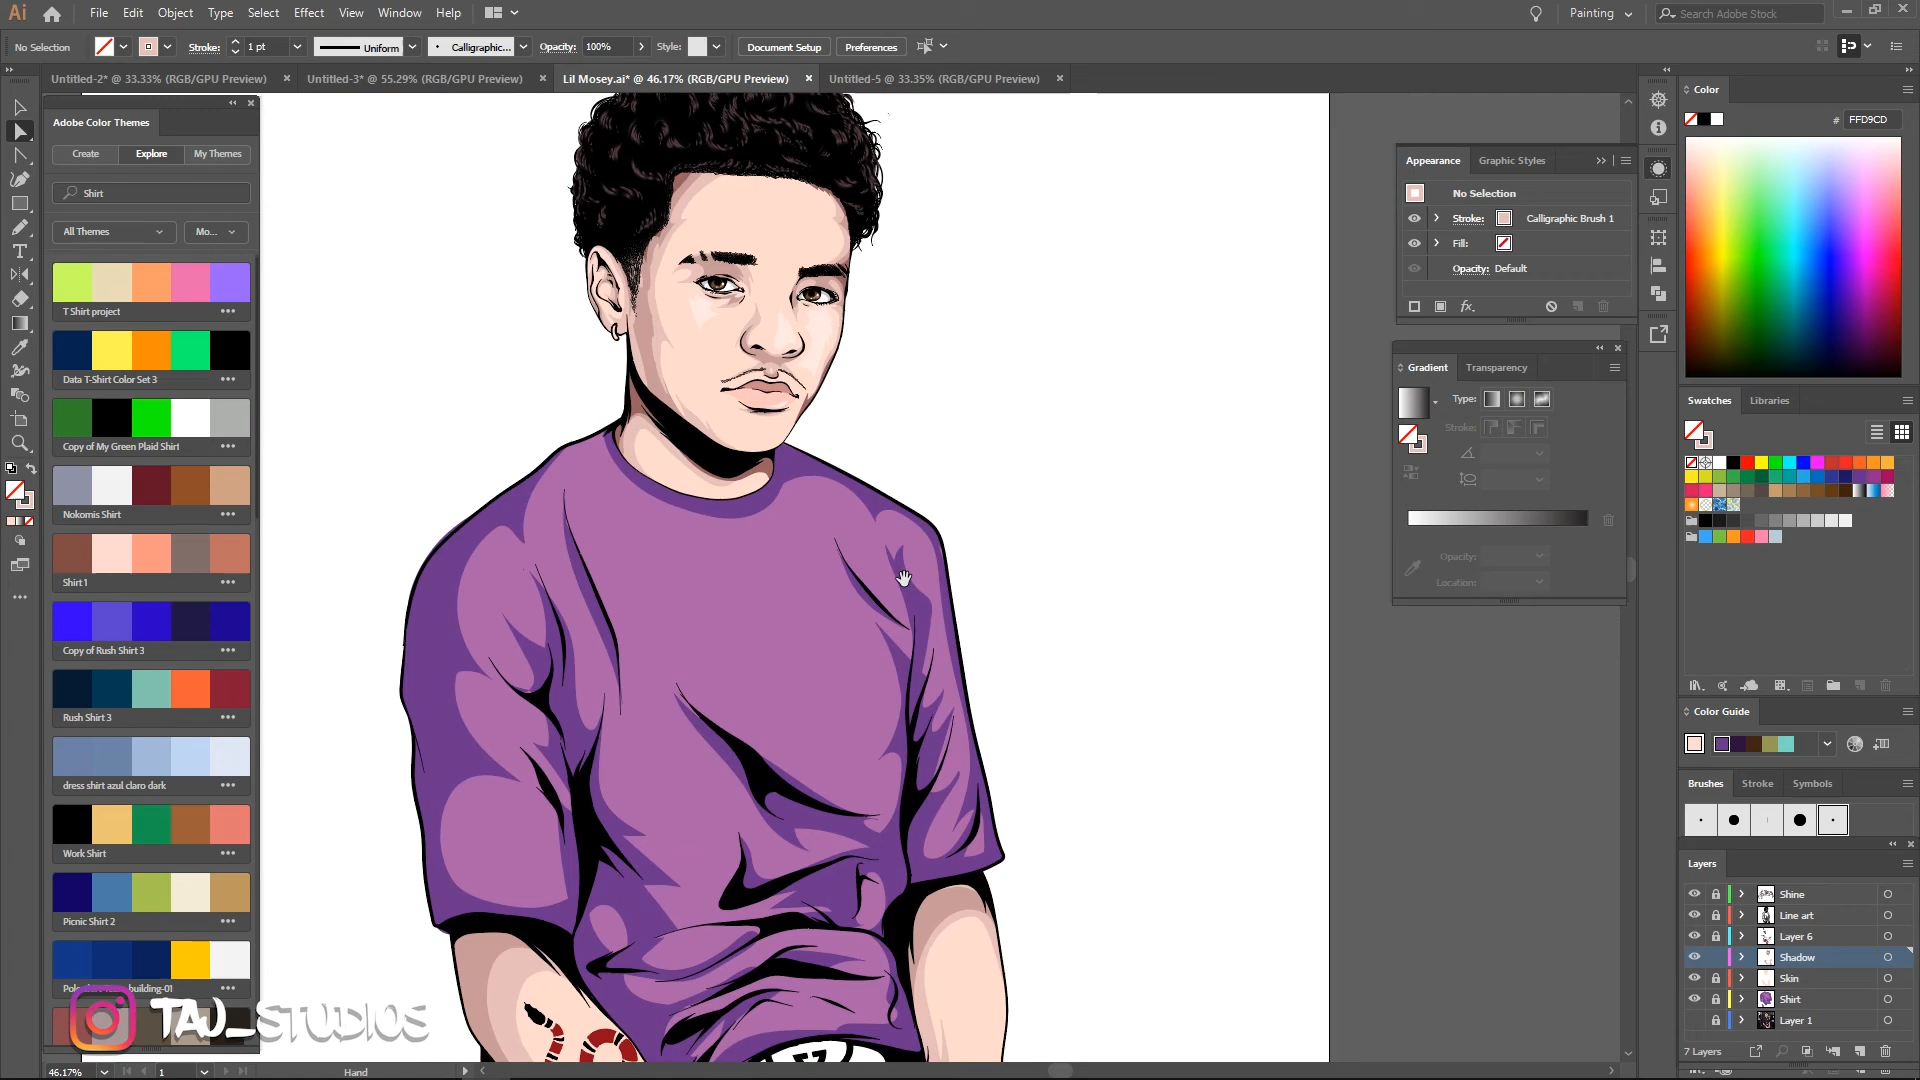 Ai File Edit Object Type Select Effect View Window Help Painting Search Adobe Stock
No Selection Stroke: 1 pt Uniform Calligraphic... Opacity: 100% Style: Document Setup Preferences
Untitled-2* @ 33.33% (RGB/GPU Preview) Untitled-3* @ 55.29% (RGB/GPU Preview) Lil Mosey.ai* @ 46.17% (RGB/GPU Preview) Untitled-5 @ 33.35% (RGB/GPU Preview)
Adobe Color Themes
Create Explore My Themes
Shirt
All Themes Mo...
T Shirt project
Data T-Shirt Color Set 3
Copy of My Green Plaid Shirt
Nokomis Shirt
Shirt 1
Copy of Rush Shirt 3
Rush Shirt 3
dress shirt azul claro dark
Work Shirt
Picnic Shirt 2
TAJ_STUDIOS
46.17% 1 Hand
Appearance Graphic Styles
No Selection
Stroke: Calligraphic Brush 1
Fill:
Opacity: Default
fx
Gradient Transparency
Type:
Stroke:
Opacity:
Location:
Color
# FFD9CD
Swatches Libraries
Color Guide
Brushes Stroke Symbols
Layers
Shine
Line art
Layer 6
Shadow
Skin
Shirt
Layer 1
7 Layers